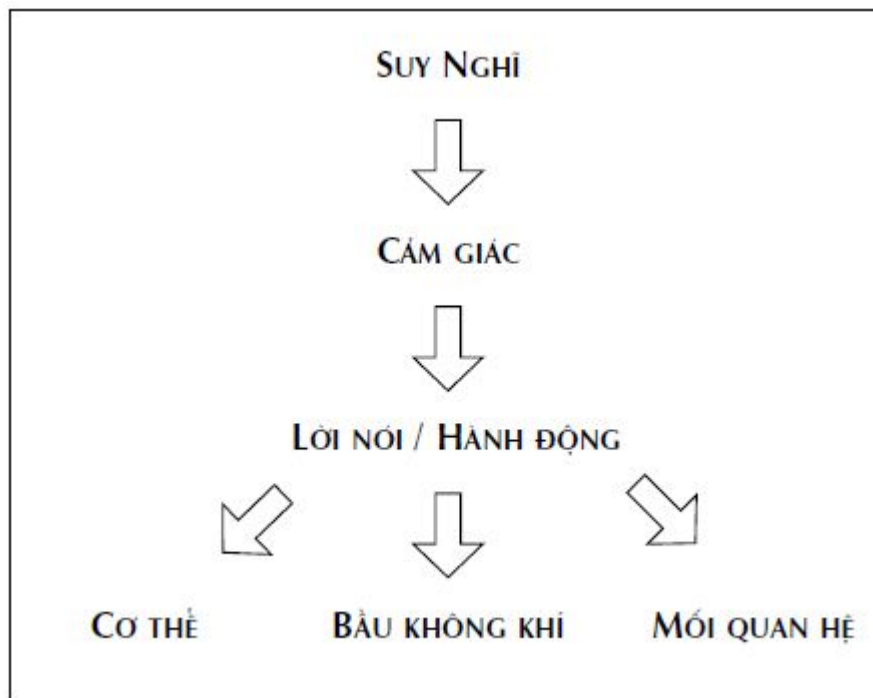 SUY NGHĨ
CẢM GIÁC
LỜI NÓI / HÀNH ĐỘNG
CƠ THỂ BẦU KHÔNG KHÍ MỐI QUAN HỆ